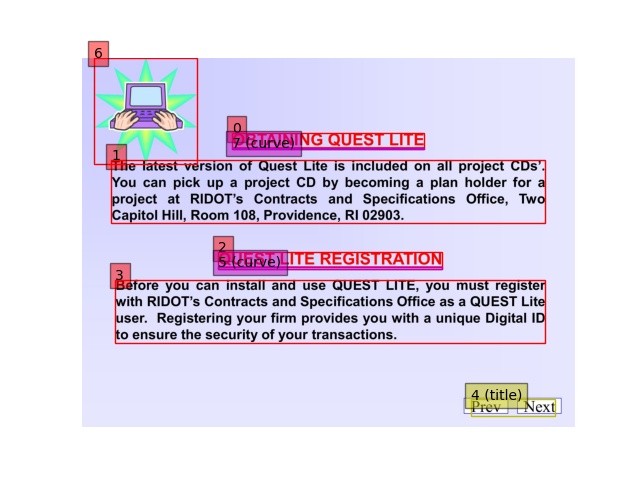 6
0
7 (curve)
OBTAINING QUEST LITE
1
The latest version of Quest Lite is included on all project CDs'.
You can pick up a project CD by becoming a plan holder for a
project at RIDOT's Contracts and Specifications Office, Two
Capitol Hill, Room 108, Providence, RI 02903.
2
5 (curve)
QUEST LITE REGISTRATION
3
Before you can install and use QUEST LITE, you must register
with RIDOT's Contracts and Specifications Office as a QUEST Lite
user. Registering your firm provides you with a unique Digital ID
to ensure the security of your transactions.
4 (title)
Prev Next